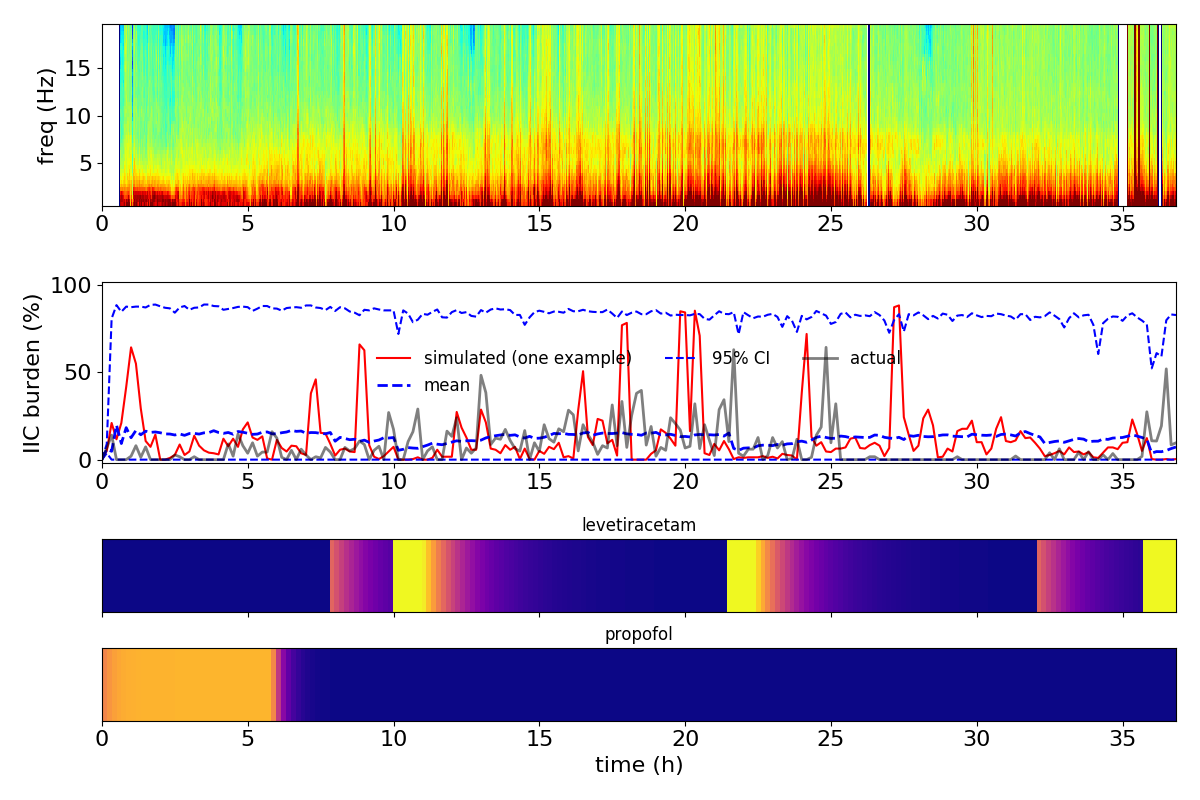 freq (Hz)
15
10
5
0 5 10 15 20 25 30 35
IIC burden (%)
100
50
0
simulated (one example) 95% CI actual
mean
0 5 10 15 20 25 30 35
levetiracetam
propofol
0 5 10 15 20 25 30 35
time (h)